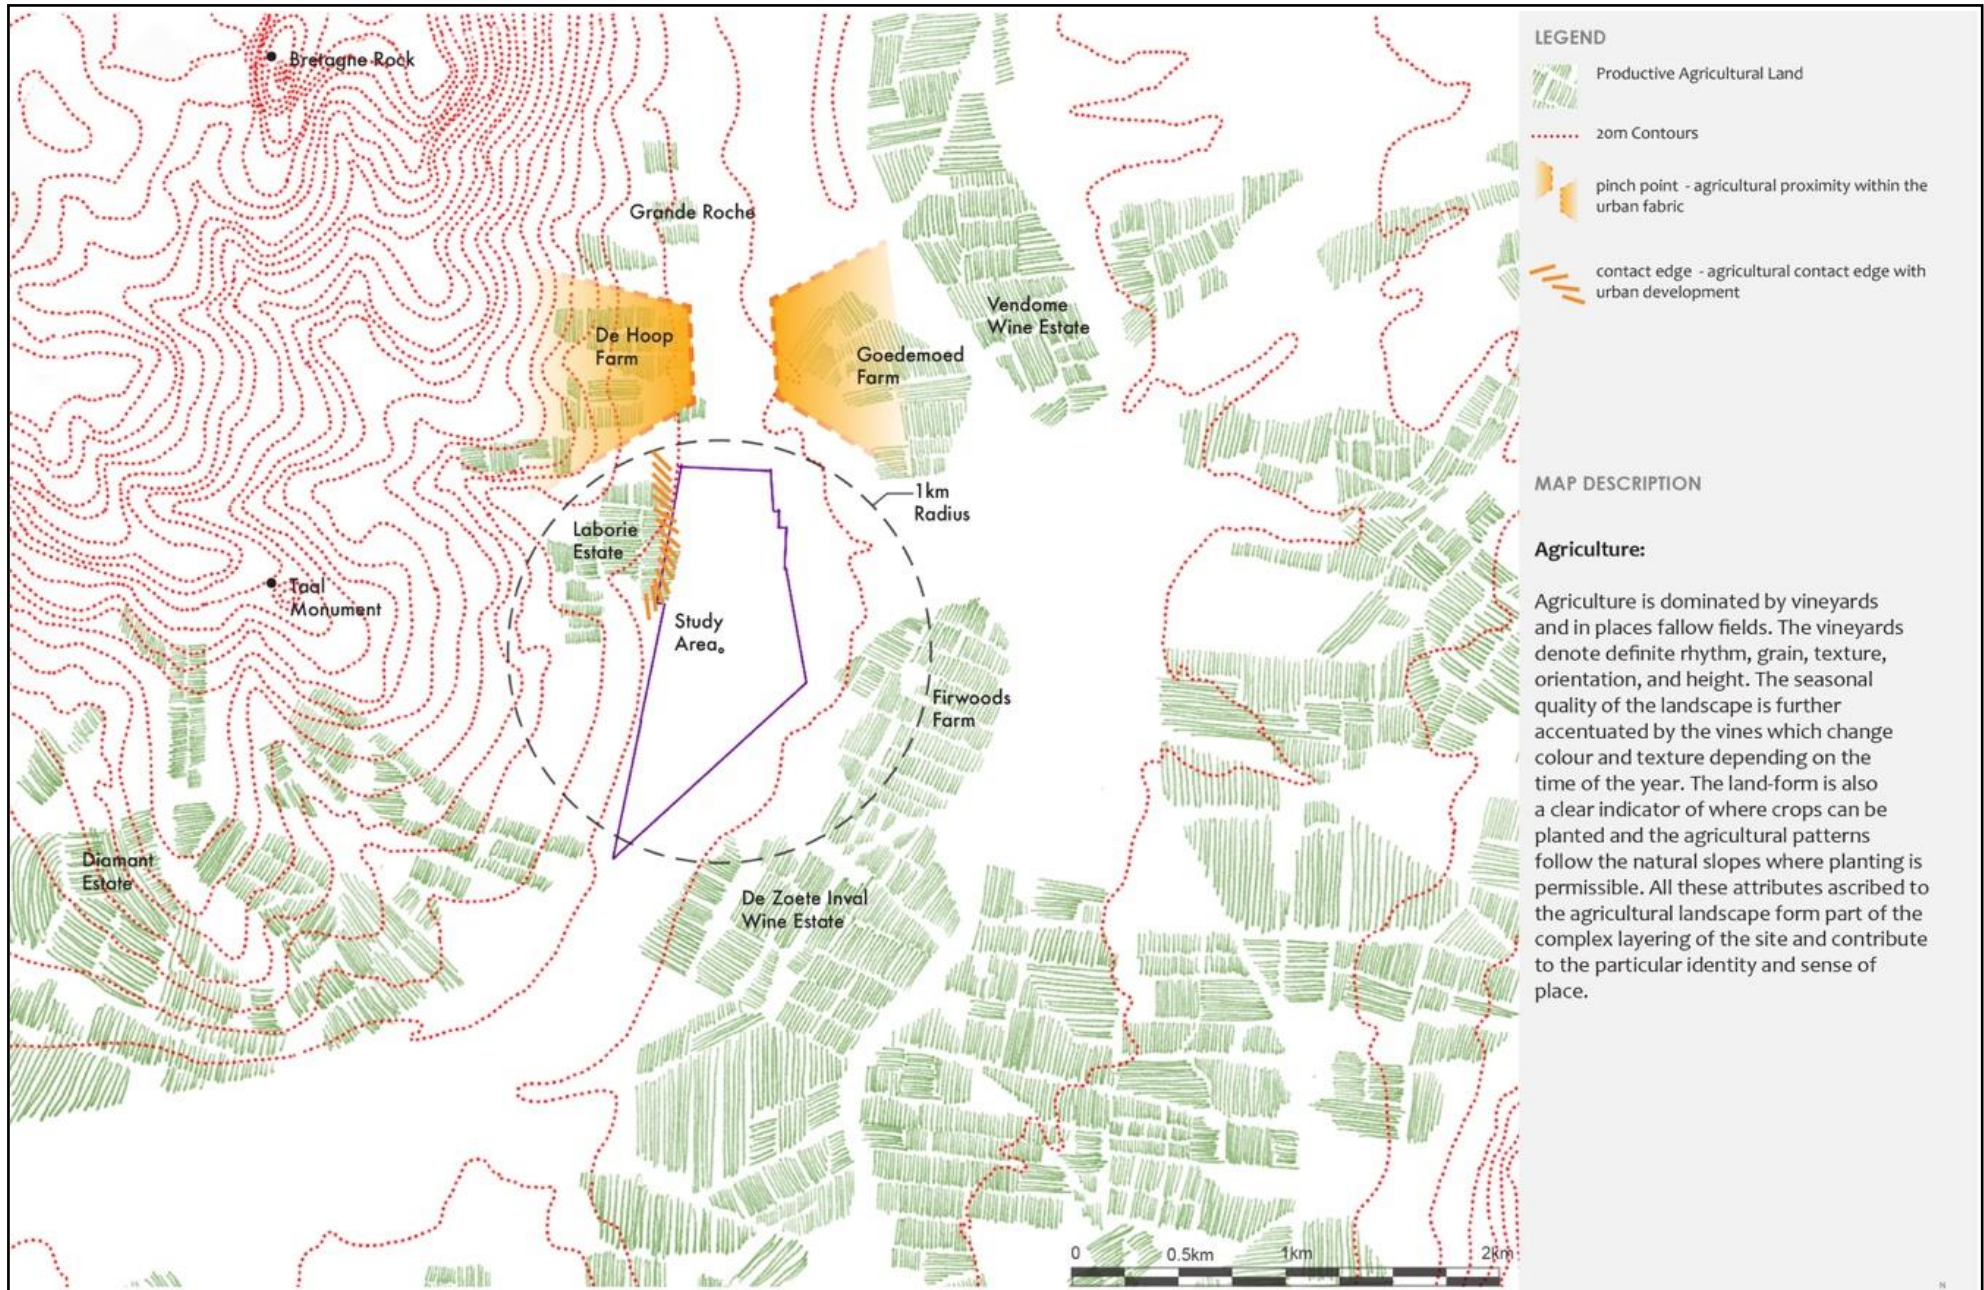 Bretagne Rock
Grande Roche
De Hoop
Farm
Goedemoed
Farm
Vendome
Wine Estate
1km
Radius
Laborie
Estate
Taal
Monument
Study
Area
Firwoods
Farm
Diamant
Estate
De Zoete Inval
Wine Estate
0 0.5km 1km 2km
LEGEND
Productive Agricultural Land
20m Contours
pinch point - agricultural proximity within the
urban fabric
contact edge - agricultural contact edge with
urban development
MAP DESCRIPTION
Agriculture:
Agriculture is dominated by vineyards
and in places fallow fields. The vineyards
denote definite rhythm, grain, texture,
orientation, and height. The seasonal
quality of the landscape is further
accentuated by the vines which change
colour and texture depending on the
time of the year. The land-form is also
a clear indicator of where crops can be
planted and the agricultural patterns
follow the natural slopes where planting is
permissible. All these attributes ascribed to
the agricultural landscape form part of the
complex layering of the site and contribute
to the particular identity and sense of
place.
N